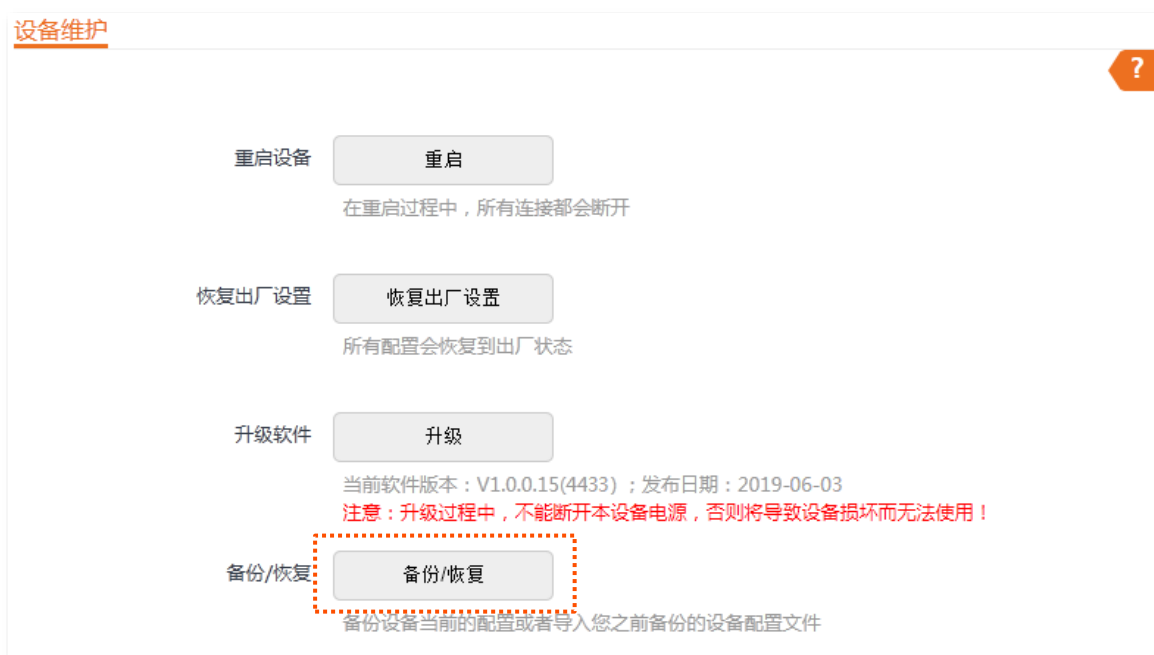 设备维护
?
重启设备 重启
在重启过程中，所有连接都会断开
恢复出厂设置 恢复出厂设置
所有配置会恢复到出厂状态
升级软件 升级
当前软件版本：V1.0.0.15(4433)；发布日期：2019-06-03
注意：升级过程中，不能断开本设备电源，否则将导致设备损坏而无法使用！
备份/恢复 备份/恢复
备份设备当前的配置或者导入您之前备份的设备配置文件